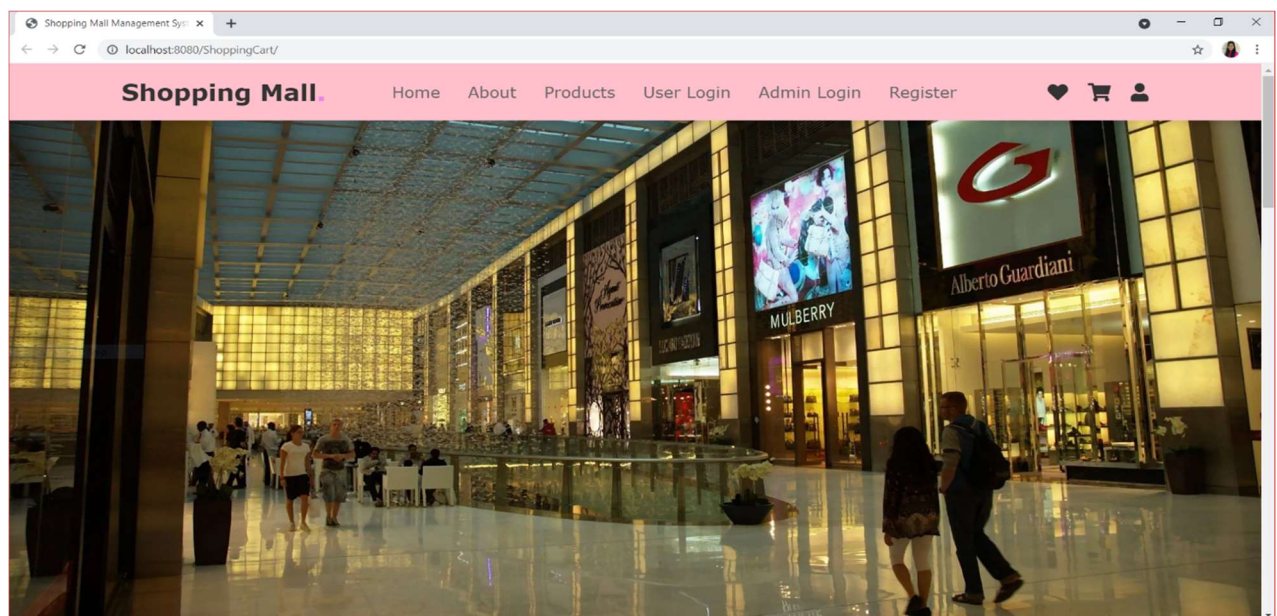 Shopping Mall Management Sys
localhost:8080/ShoppingCart/
Shopping Mall.
Home About Products User Login Admin Login Register
G
Alberto Guardiani
MULBERRY